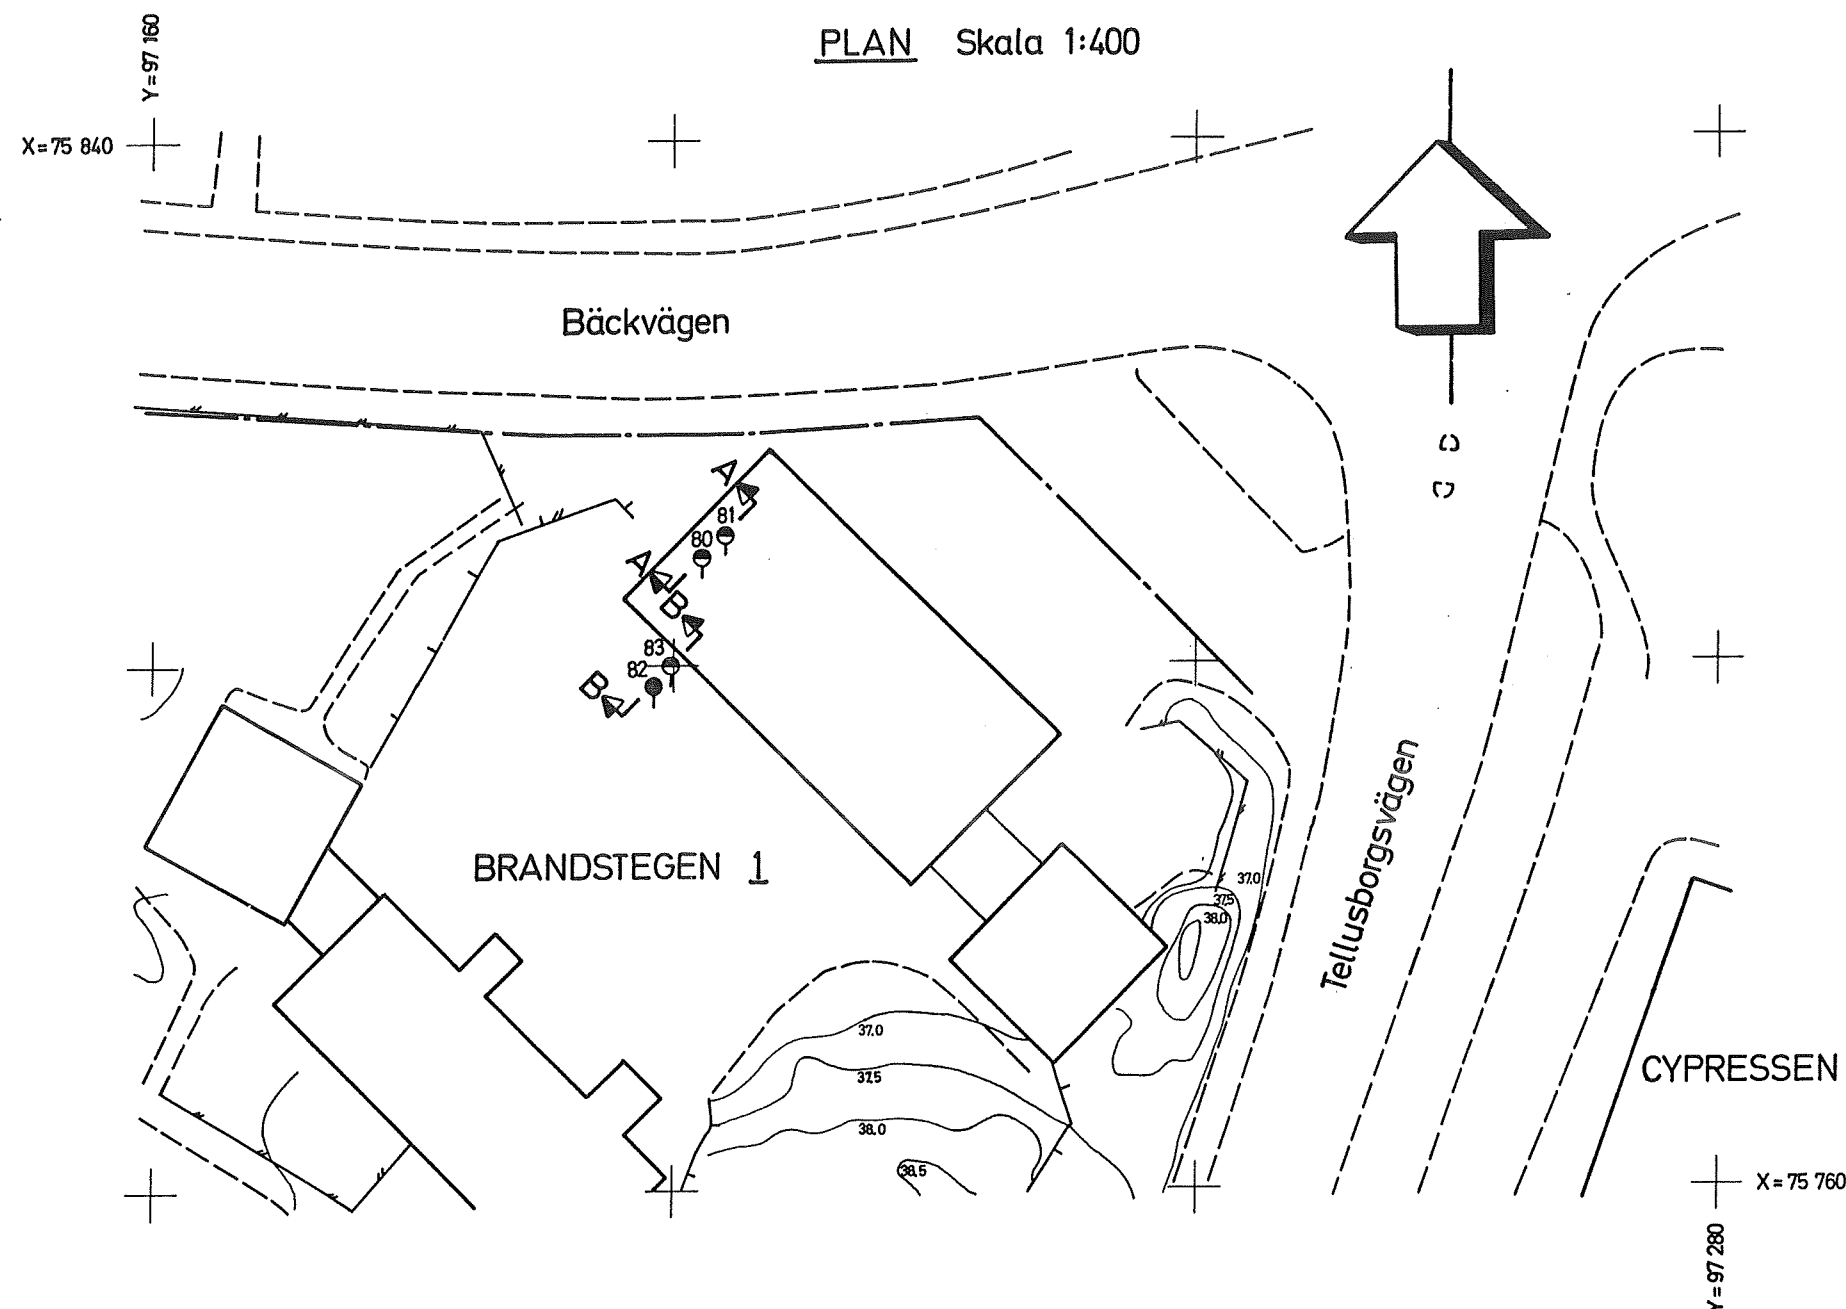 PLAN Skala 1:400
Y=97 160
X=75 840
Bäckvägen
A
81
80
A
B
83
82
B
Tellusborgsvägen
BRANDSTEGEN 1
37.0
37.5
38.0
37.0
37.5
38.0
38.5
CYPRESSEN
X=75 760
Y=97 280